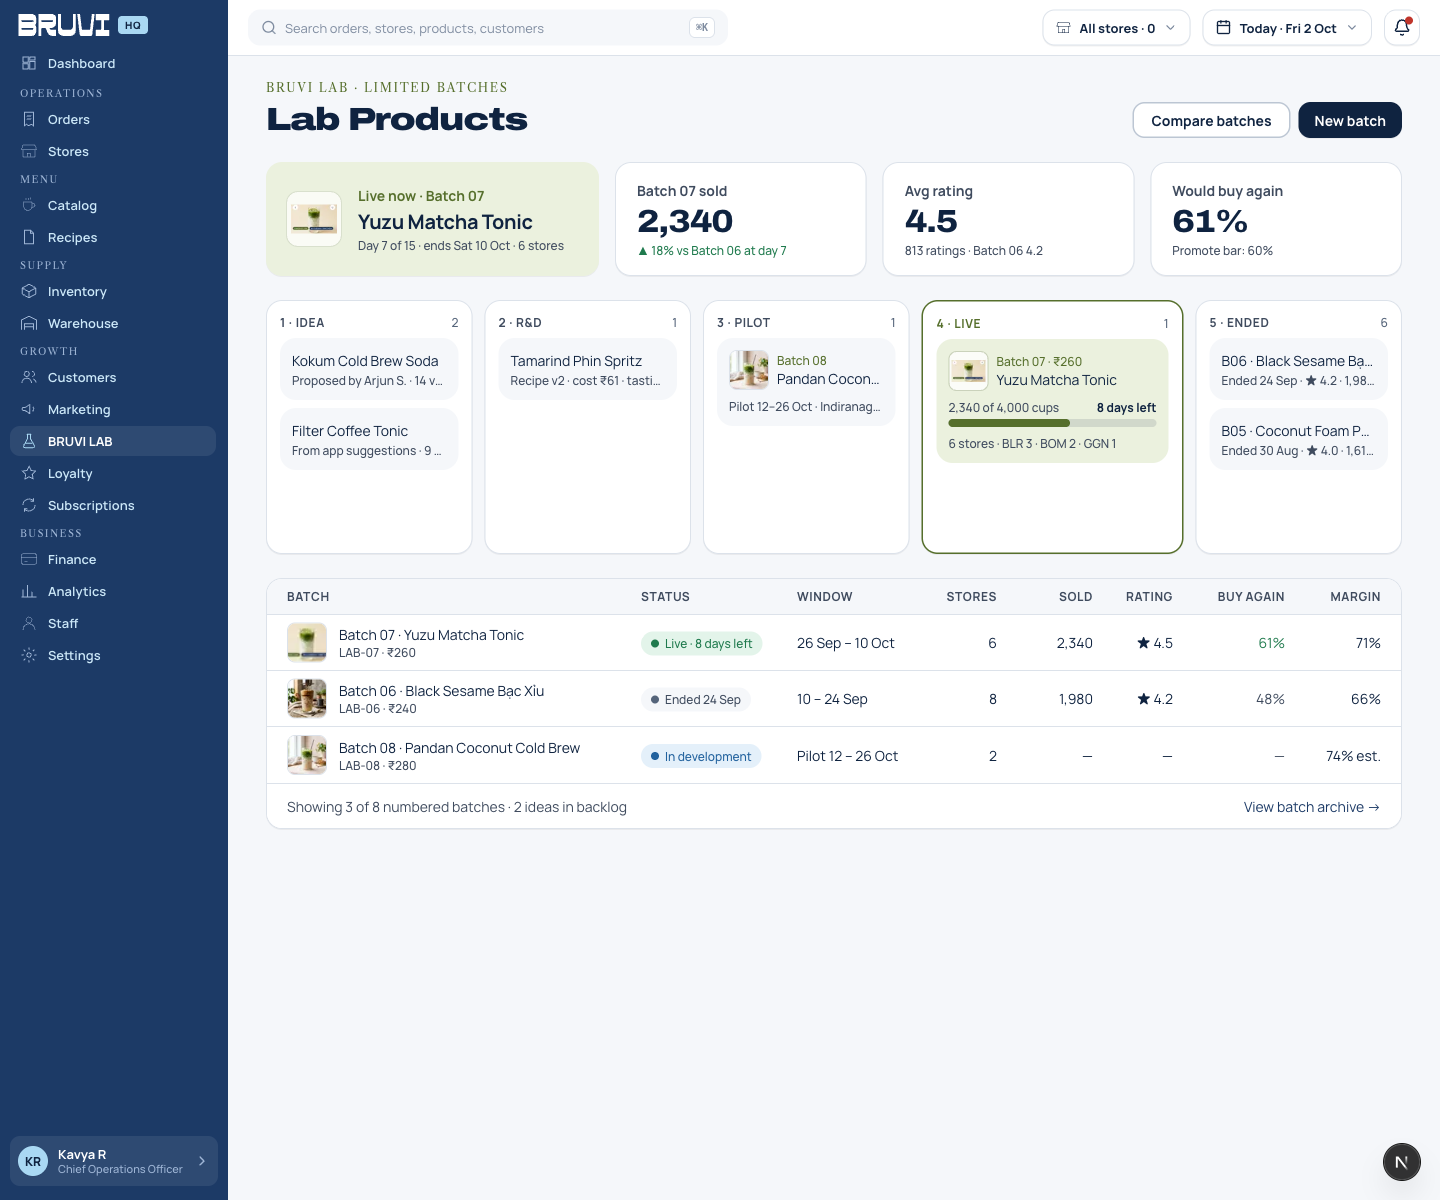 BRUVI HQ
Search orders, stores, products, customers
⌘K
All stores · 0
Today · Fri 2 Oct
Dashboard
OPERATIONS
Orders
Stores
MENU
Catalog
Recipes
SUPPLY
Inventory
Warehouse
GROWTH
Customers
Marketing
BRUVI LAB
Loyalty
Subscriptions
BUSINESS
Finance
Analytics
Staff
Settings
KR
Kavya R
Chief Operations Officer
BRUVI LAB · LIMITED BATCHES
Lab Products
Compare batches
New batch
Live now · Batch 07
Yuzu Matcha Tonic
Day 7 of 15 · ends Sat 10 Oct · 6 stores
Batch 07 sold
2,340
▲ 18% vs Batch 06 at day 7
Avg rating
4.5
813 ratings · Batch 06 4.2
Would buy again
61%
Promote bar: 60%
1 · IDEA 2
Kokum Cold Brew Soda
Proposed by Arjun S. · 14 v…
Filter Coffee Tonic
From app suggestions · 9 …
2 · R&D 1
Tamarind Phin Spritz
Recipe v2 · cost ₹61 · tasti…
3 · PILOT 1
Batch 08
Pandan Cocon…
Pilot 12–26 Oct · Indiranag…
4 · LIVE 1
Batch 07 · ₹260
Yuzu Matcha Tonic
2,340 of 4,000 cups 8 days left
6 stores · BLR 3 · BOM 2 · GGN 1
5 · ENDED 6
B06 · Black Sesame Bạ…
Ended 24 Sep · ★ 4.2 · 1,98…
B05 · Coconut Foam P…
Ended 30 Aug · ★ 4.0 · 1,61…
BATCH STATUS WINDOW STORES SOLD RATING BUY AGAIN MARGIN
Batch 07 · Yuzu Matcha Tonic
LAB-07 · ₹260
Live · 8 days left 26 Sep – 10 Oct 6 2,340 ★ 4.5 61% 71%
Batch 06 · Black Sesame Bạc Xỉu
LAB-06 · ₹240
Ended 24 Sep 10 – 24 Sep 8 1,980 ★ 4.2 48% 66%
Batch 08 · Pandan Coconut Cold Brew
LAB-08 · ₹280
In development Pilot 12 – 26 Oct 2 — — — 74% est.
Showing 3 of 8 numbered batches · 2 ideas in backlog
View batch archive →
N